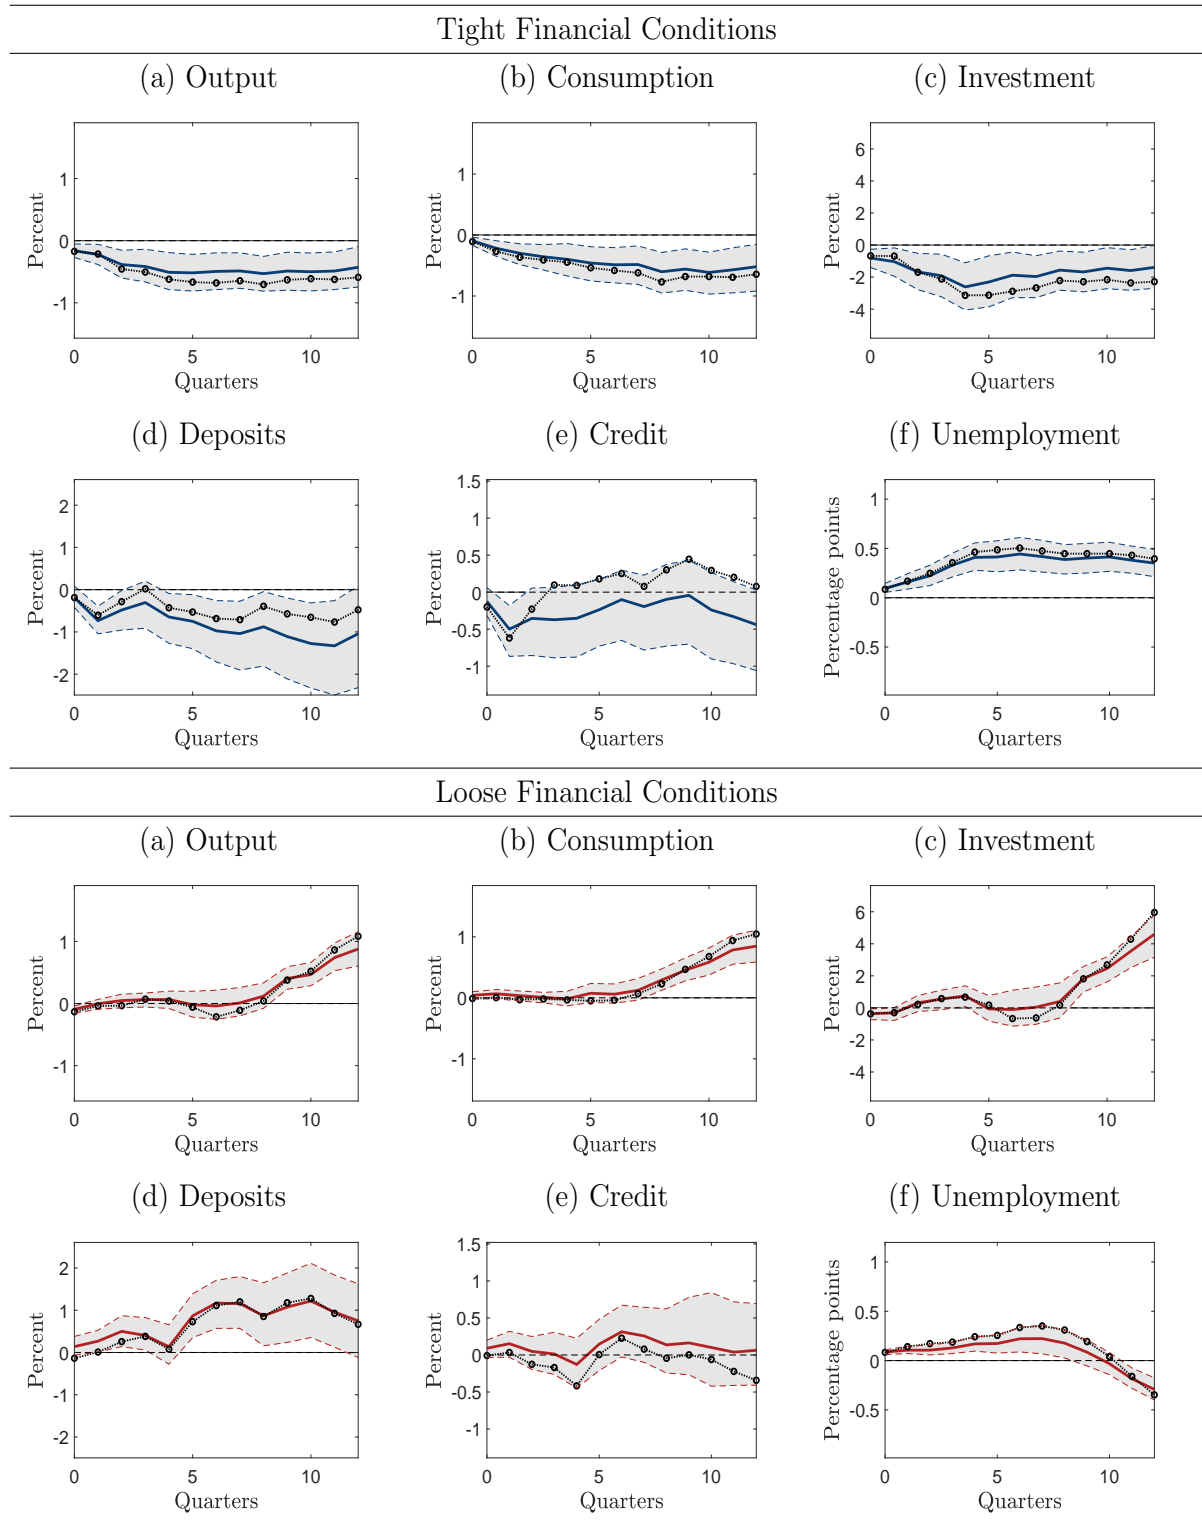 Tight Financial Conditions
(a) Output
(b) Consumption
(c) Investment
Percent
1
0
-1
0
5
10
Quarters
Percent
1
0
-1
0
5
10
Quarters
Percent
6
4
2
0
-2
-4
0
5
10
Quarters
(d) Deposits
(e) Credit
(f) Unemployment
Percent
2
1
0
-1
-2
0
5
10
Quarters
Percent
1.5
1
0.5
0
-0.5
-1
0
5
10
Quarters
Percentage points
1
0.5
0
-0.5
0
5
10
Quarters
Loose Financial Conditions
(a) Output
(b) Consumption
(c) Investment
Percent
1
0
-1
0
5
10
Quarters
Percent
1
0
-1
0
5
10
Quarters
Percent
6
4
2
0
-2
-4
0
5
10
Quarters
(d) Deposits
(e) Credit
(f) Unemployment
Percent
2
1
0
-1
-2
0
5
10
Quarters
Percent
1.5
1
0.5
0
-0.5
-1
0
5
10
Quarters
Percentage points
1
0.5
0
-0.5
0
5
10
Quarters